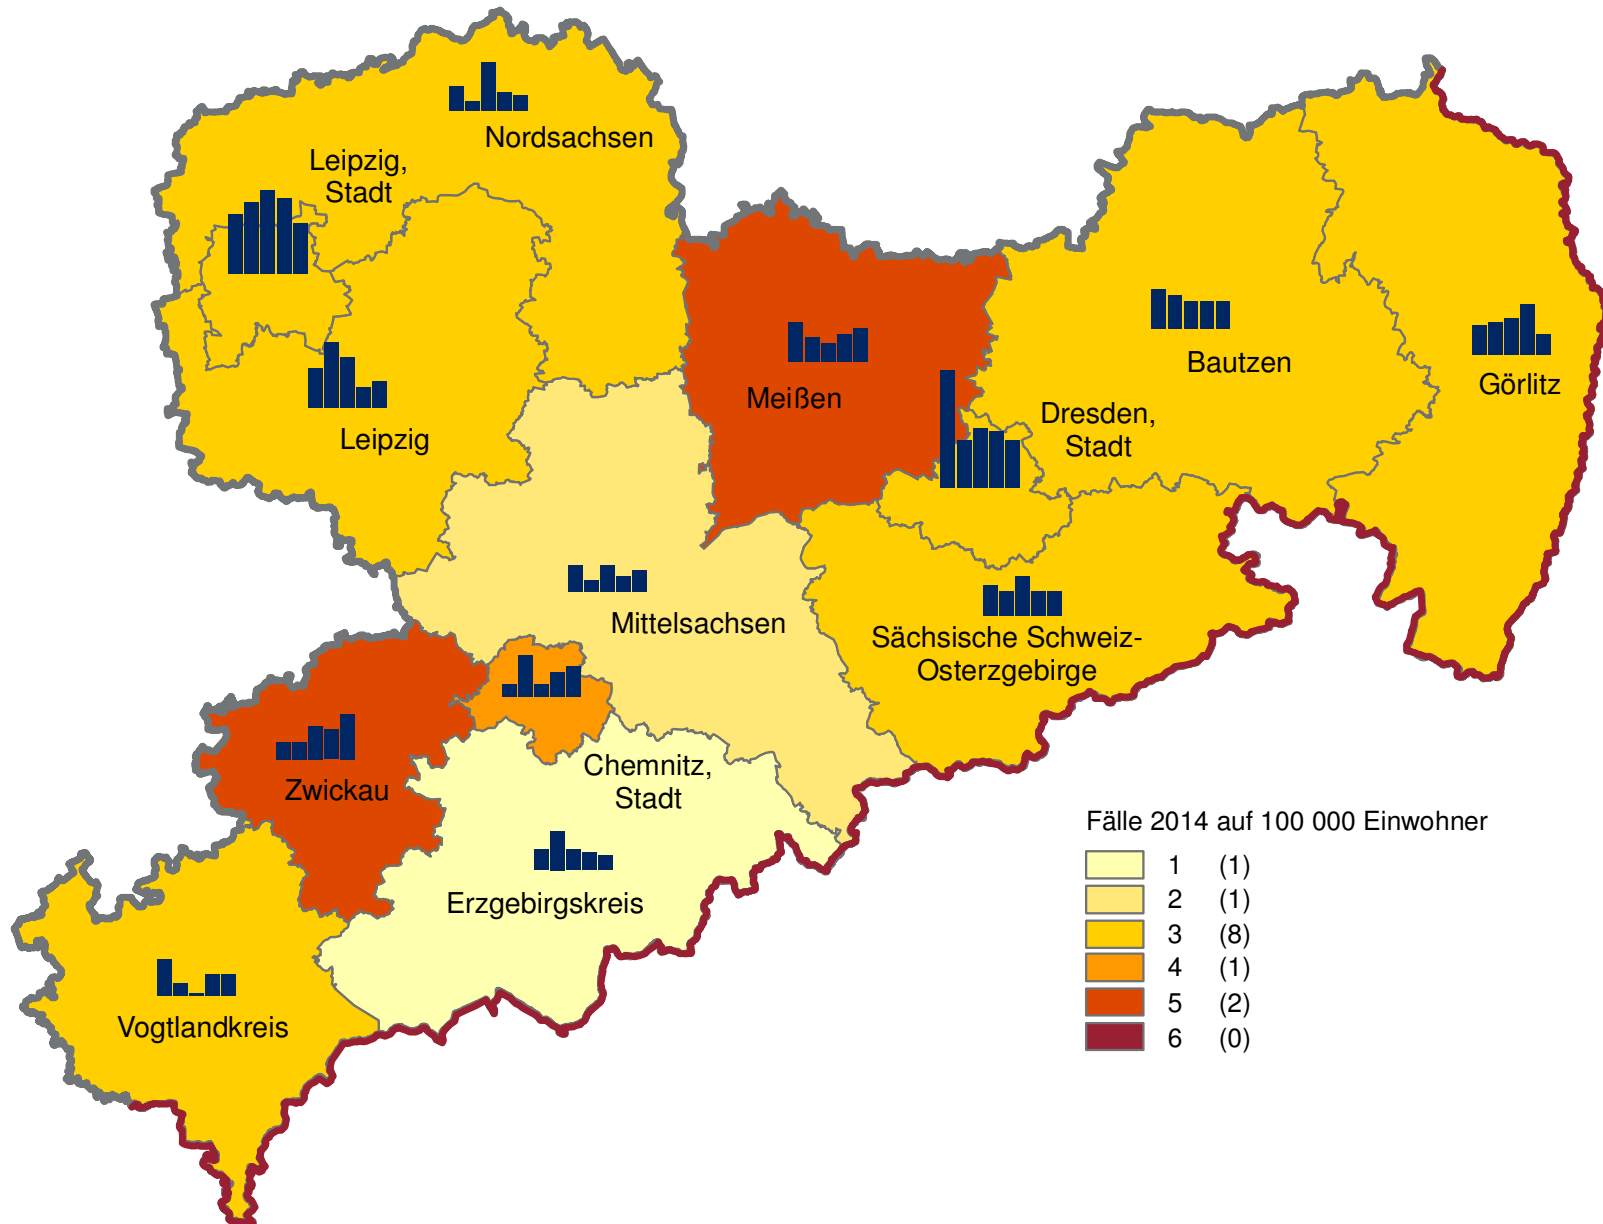 Nordsachsen
Leipzig,
Stadt
Leipzig
Meißen
Bautzen
Görlitz
Dresden,
Stadt
Mittelsachsen
Sächsische Schweiz-
Osterzgebirge
Zwickau
Chemnitz,
Stadt
Erzgebirgskreis
Vogtlandkreis
Fälle 2014 auf 100 000 Einwohner
1 (1)
2 (1)
3 (8)
4 (1)
5 (2)
6 (0)